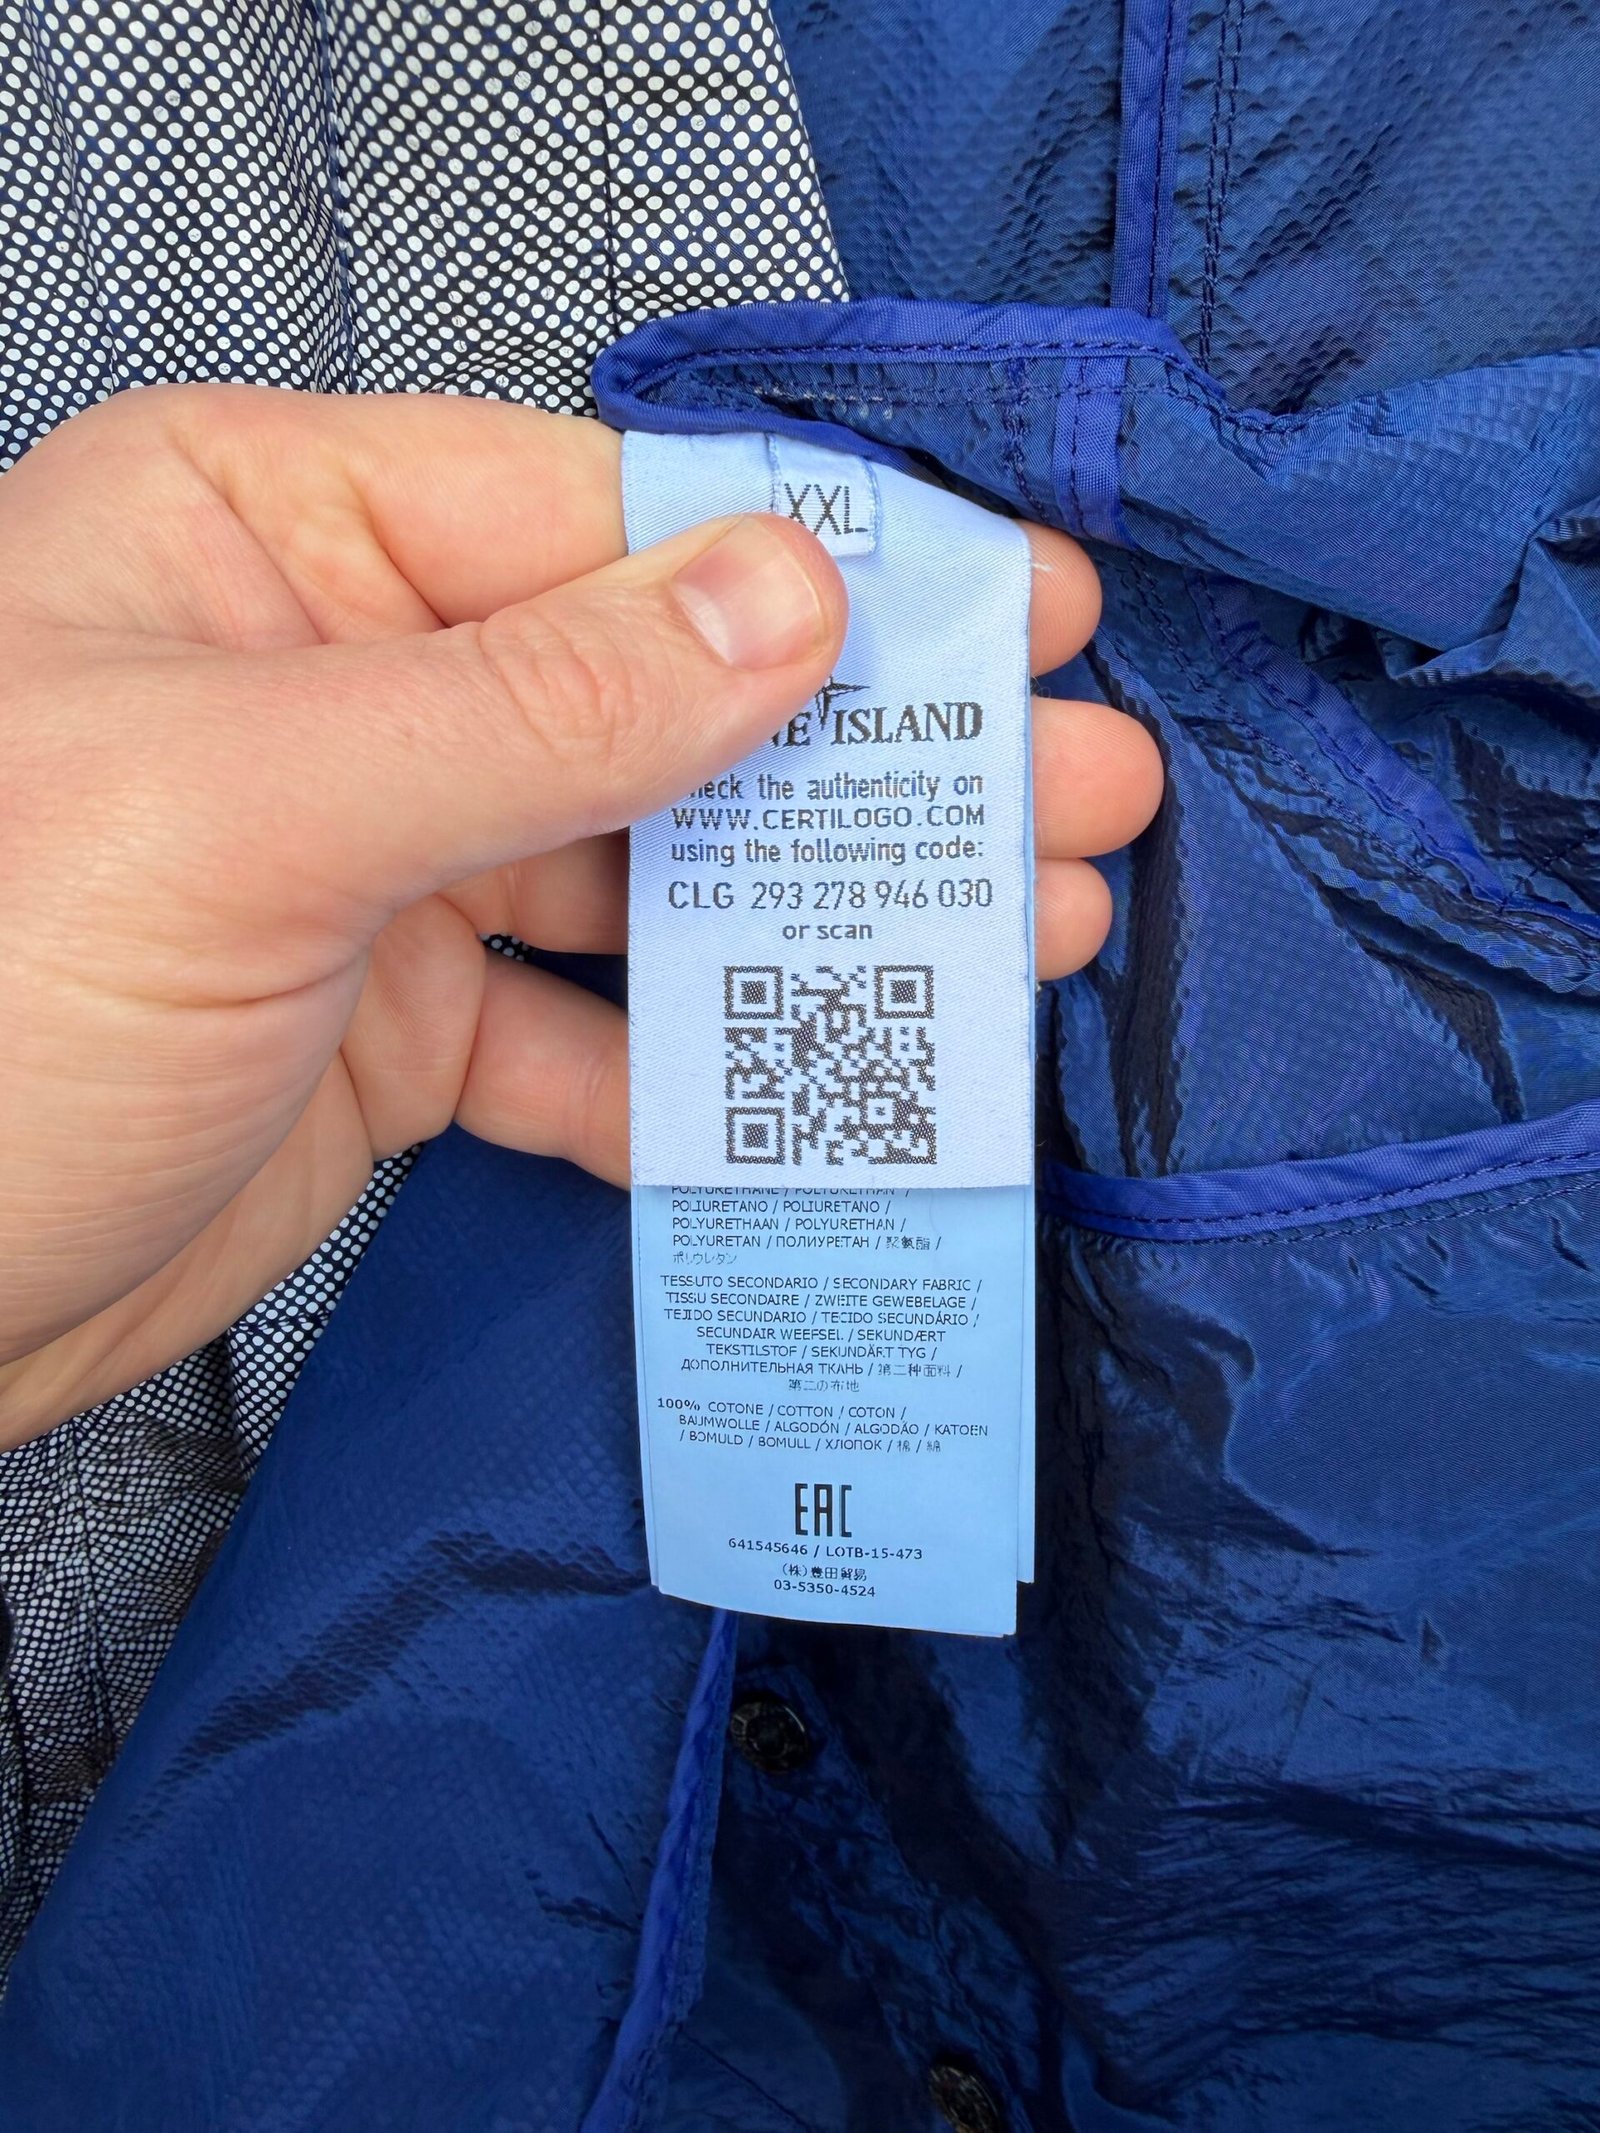 XXL
ISLAND
the authenticity on
WWW.CERTILOGO.COM
using the following code:
CLG 293 278 946 030
or scan
POLYURETHANE / POLYURETHAN /
POLIURETANO / POLIURETANO /
POLYURETHAAN / POLYURETHAN /
POLYURETAN / ПОЛИУРЕТАН / 聚氨酯 /
ポリウレタン
TESSUTO SECONDARIO / SECONDARY FABRIC /
TISSU SECONDAIRE / ZWEITE GEWEBELAGE /
TEJIDO SECUNDARIO / TECIDO SECUNDÁRIO /
SECUNDAIR WEEFSEL / SEKUNDÆRT
TEKSTILSTOF / SEKUNDÄRT TYG /
ДОПОЛНИТЕЛЬНАЯ ТКАНЬ / 第二种面料 /
第二の布地
100% COTONE / COTTON / COTON /
BAUMWOLLE / ALGODÓN / ALGODÃO / KATOEN
/ BOMULD / BOMULL / ХЛОПОК / 棉 / 綿
EAC
641545646 / LOTB-15-473
(株)豊田貿易
03-5350-4524